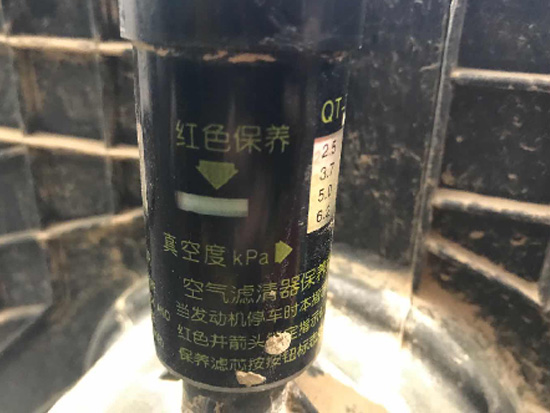 红色保养
QT-
2.5
3.7
5.0
真空度 kPa
空气滤清器保养
当发动机停车时本指
红色并箭头
保养滤芯按按钮标